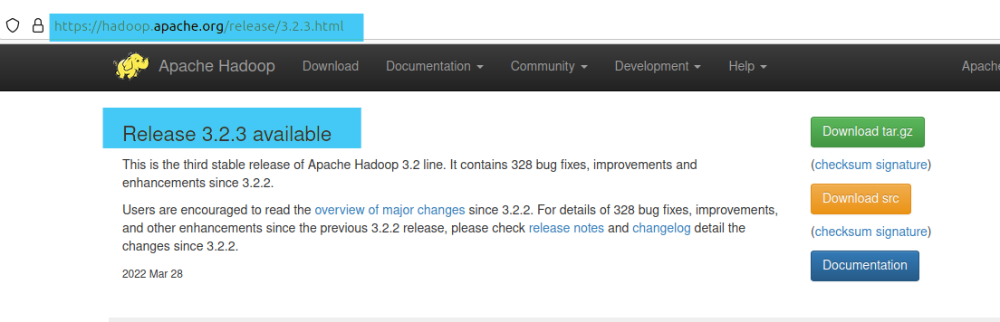 https://hadoop.apache.org/release/3.2.3.html
Apache Hadoop Download Documentation Community Development Help Apache
Release 3.2.3 available
Download tar.gz
This is the third stable release of Apache Hadoop 3.2 line. It contains 328 bug fixes, improvements and
(checksum signature)
enhancements since 3.2.2.
Download src
Users are encouraged to read the overview of major changes since 3.2.2. For details of 328 bug fixes, improvements,
and other enhancements since the previous 3.2.2 release, please check release notes and changelog detail the
(checksum signature)
changes since 3.2.2.
Documentation
2022 Mar 28